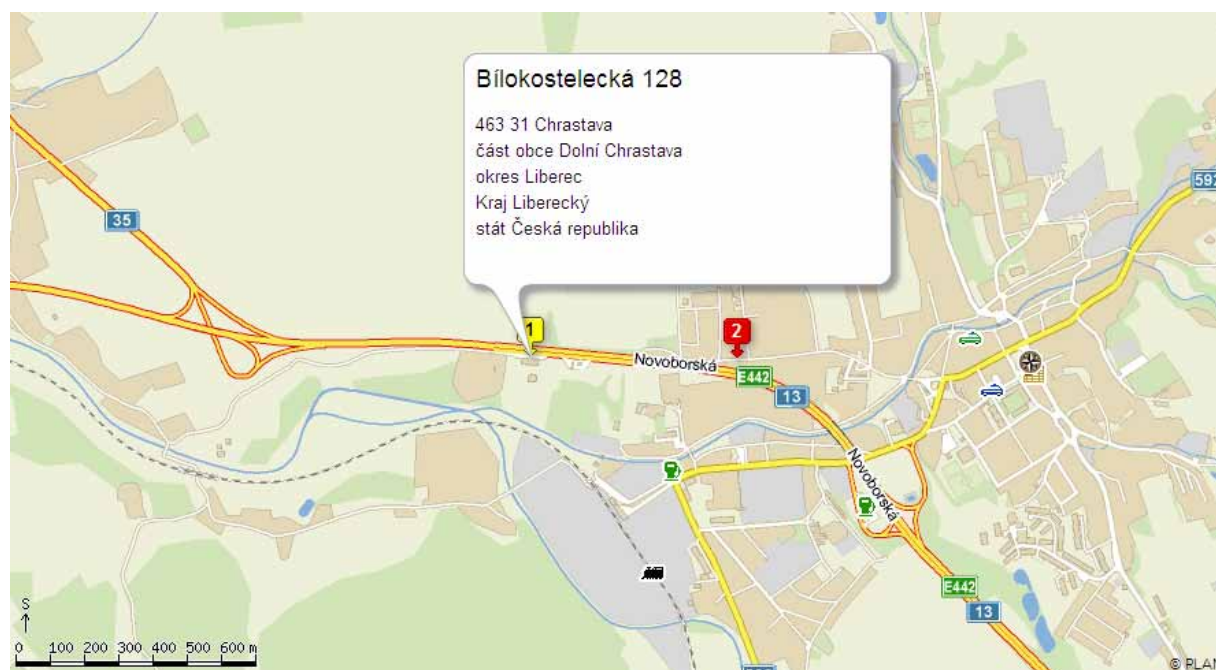 Bílokostelecká 128
463 31 Chrastava
část obce Dolní Chrastava
okres Liberec
Kraj Liberecký
stát Česká republika
592
35
1
2
Novoborská
E442
13
Novoborská
E442
13
S
0 100 200 300 400 500 600 m
© PLAN